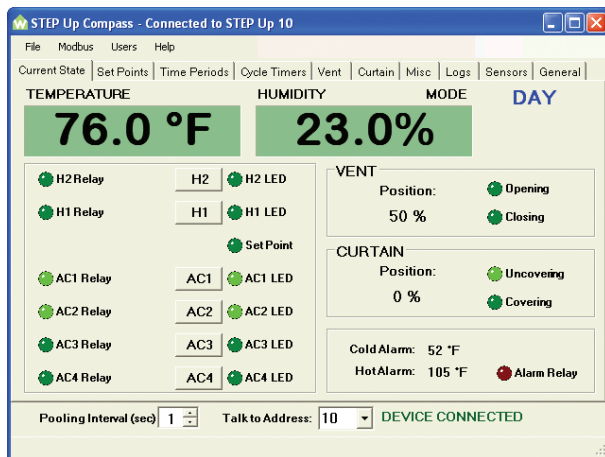 STEP Up Compass - Connected to STEP Up 10
File Modbus Users Help
Current State Set Points Time Periods Cycle Timers Vent Curtain Misc Logs Sensors General
TEMPERATURE HUMIDITY MODE DAY
76.0 °F 23.0%
H2 Relay H2 H2 LED
H1 Relay H1 H1 LED
Set Point
AC1 Relay AC1 AC1 LED
AC2 Relay AC2 AC2 LED
AC3 Relay AC3 AC3 LED
AC4 Relay AC4 AC4 LED
VENT
Position: Opening
50 % Closing
CURTAIN
Position: Uncovering
0 % Covering
Cold Alarm: 52 °F
Hot Alarm: 105 °F Alarm Relay
Pooling Interval (sec) 1 Talk to Address: 10 DEVICE CONNECTED